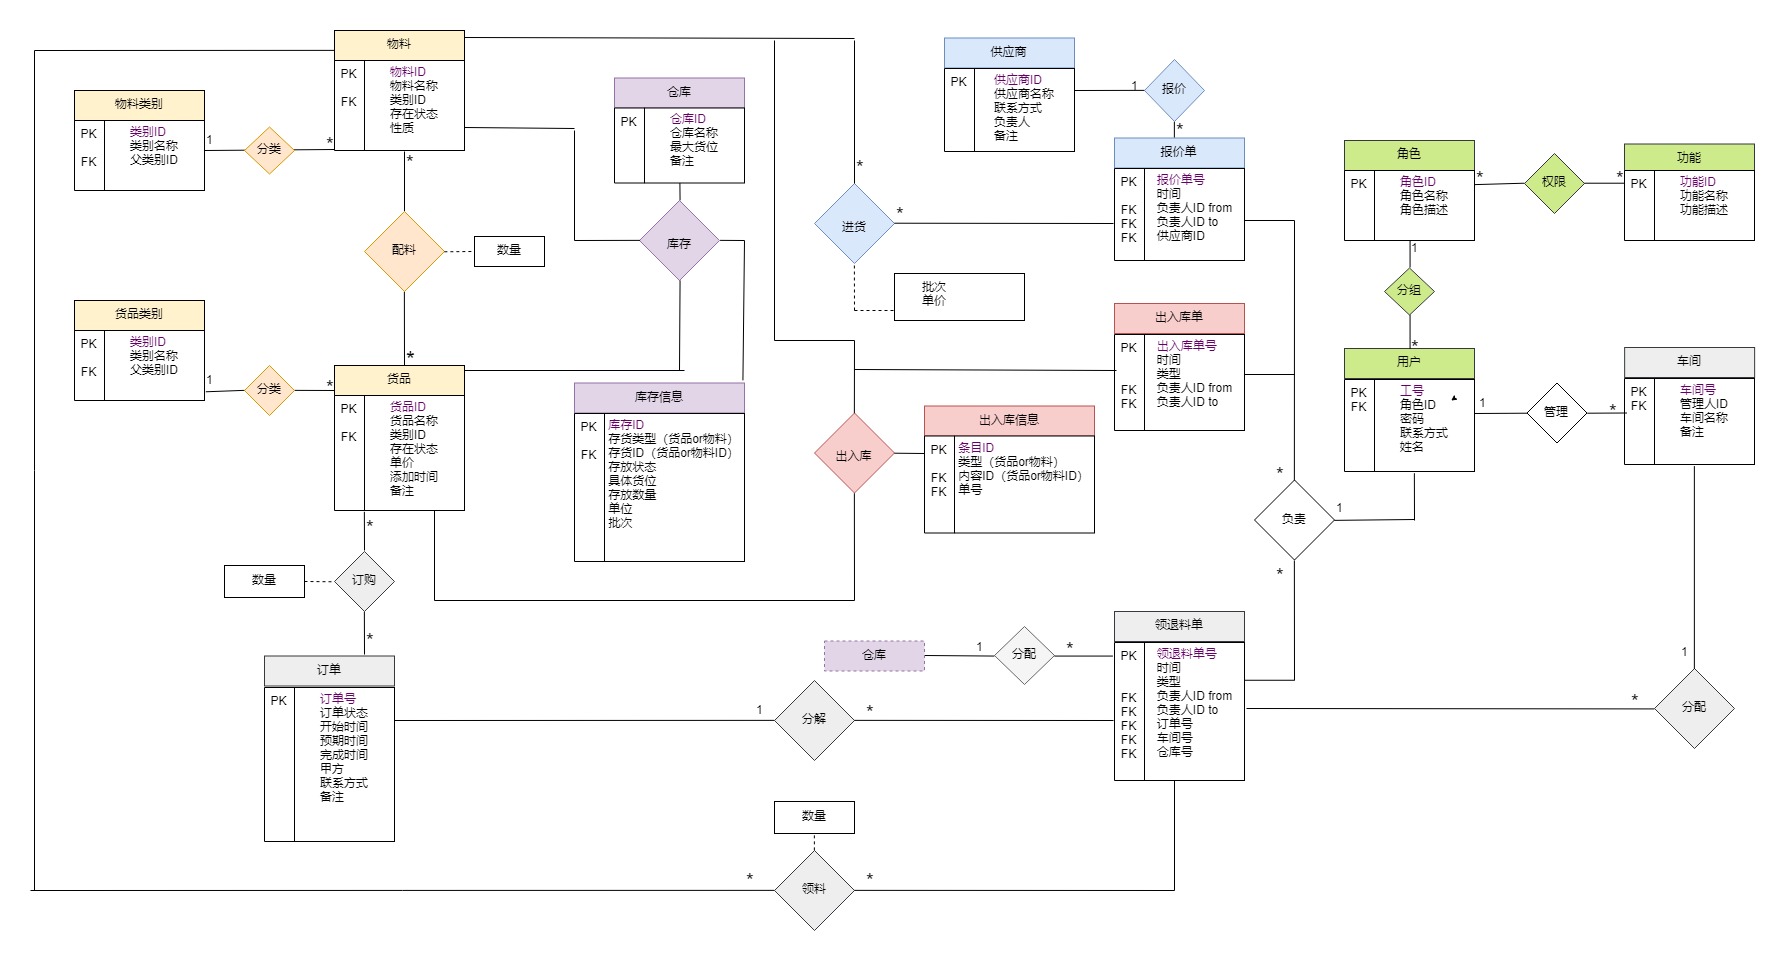 物料
PK
物料ID
物料名称
FK
类别ID
存在状态
性质
物料类别
PK
类别ID
类别名称
FK
父类别ID
1
分类
*
*
配料
数量
*
货品类别
PK
类别ID
类别名称
FK
父类别ID
1
分类
*
货品
PK
货品ID
货品名称
FK
类别ID
存在状态
单价
添加时间
备注
*
数量
订购
*
订单
PK
订单号
订单状态
开始时间
预期时间
完成时间
甲方
联系方式
备注
仓库
PK
仓库ID
仓库名称
最大货位
备注
库存
库存信息
PK
库存ID
存货类型（货品or物料）
FK
存货ID（货品or物料ID）
存放状态
具体货位
存放数量
单位
批次
*
进货
*
批次
单价
供应商
PK
供应商ID
供应商名称
联系方式
负责人
备注
1
报价
*
报价单
PK
报价单号
时间
FK
负责人ID from
FK
负责人ID to
FK
供应商ID
出入库单
PK
出入库单号
时间
类型
FK
负责人ID from
FK
负责人ID to
出入库
出入库信息
PK
条目ID
类型（货品or物料）
FK
内容ID（货品or物料ID）
FK
单号
角色
PK
角色ID
角色名称
角色描述
*
权限
*
功能
PK
功能ID
功能名称
功能描述
1
分组
*
用户
PK
工号
FK
角色ID
密码
联系方式
姓名
1
管理
*
车间
PK
车间号
FK
管理人ID
车间名称
备注
*
负责
1
*
仓库
1
分配
*
领退料单
PK
领退料单号
时间
类型
FK
负责人ID from
FK
负责人ID to
FK
订单号
FK
车间号
FK
仓库号
1
分解
*
1
*
分配
数量
*
领料
*